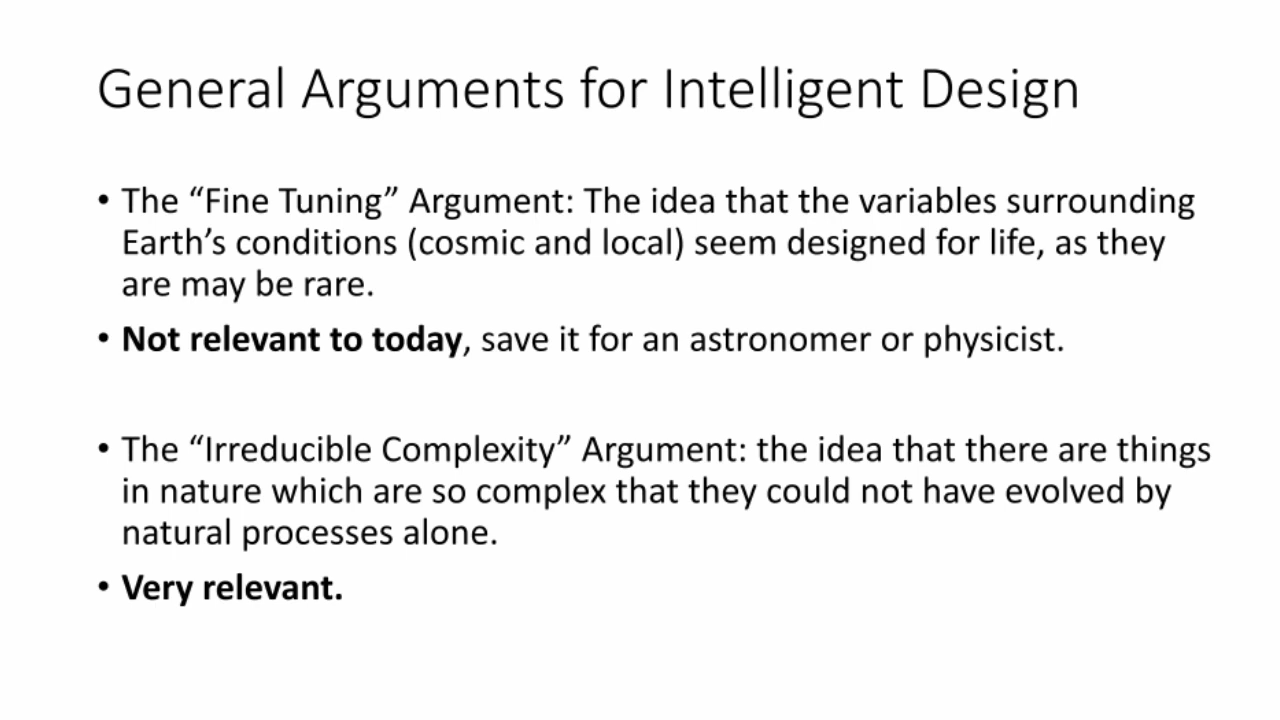 General Arguments for Intelligent Design
• The “Fine Tuning” Argument: The idea that the variables surrounding
Earth’s conditions (cosmic and local) seem designed for life, as they
are may be rare.
• Not relevant to today, save it for an astronomer or physicist.
• The “Irreducible Complexity” Argument: the idea that there are things
in nature which are so complex that they could not have evolved by
natural processes alone.
• Very relevant.